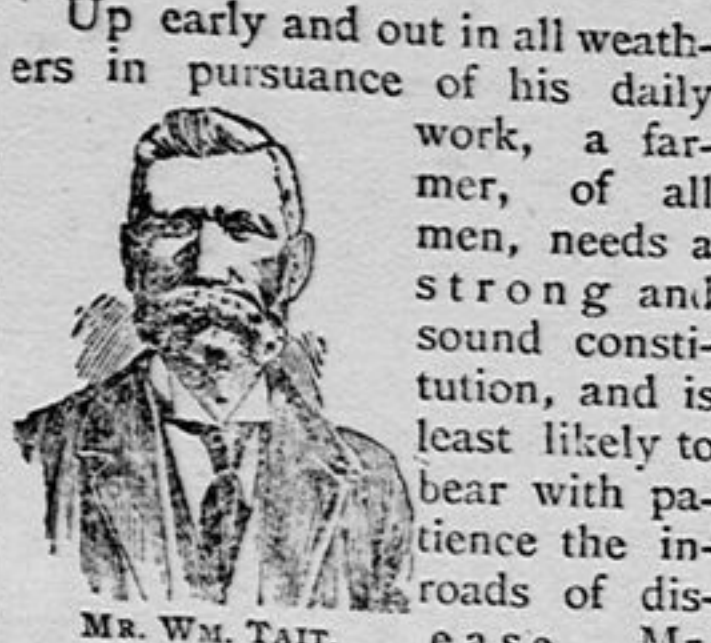 Up early and out in all weath-
ers in pursuance of his daily
work, a far-
mer, of all
men, needs a
strong and
sound consti-
tution, and is
least likely to
bear with pa-
tience the in-
roads of dis-
ease. Mr.
MR. WM. TAIT.